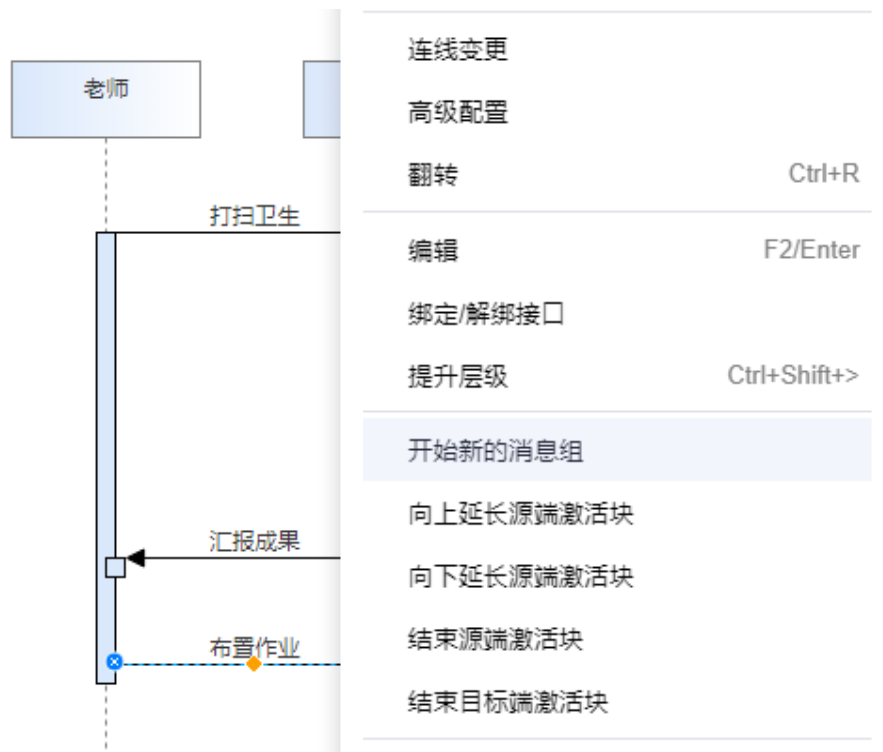 老师
打扫卫生
汇报成果
布置作业
连线变更
高级配置
翻转 Ctrl+R
编辑 F2/Enter
绑定/解绑接口
提升层级 Ctrl+Shift+>
开始新的消息组
向上延长源端激活块
向下延长源端激活块
结束源端激活块
结束目标端激活块